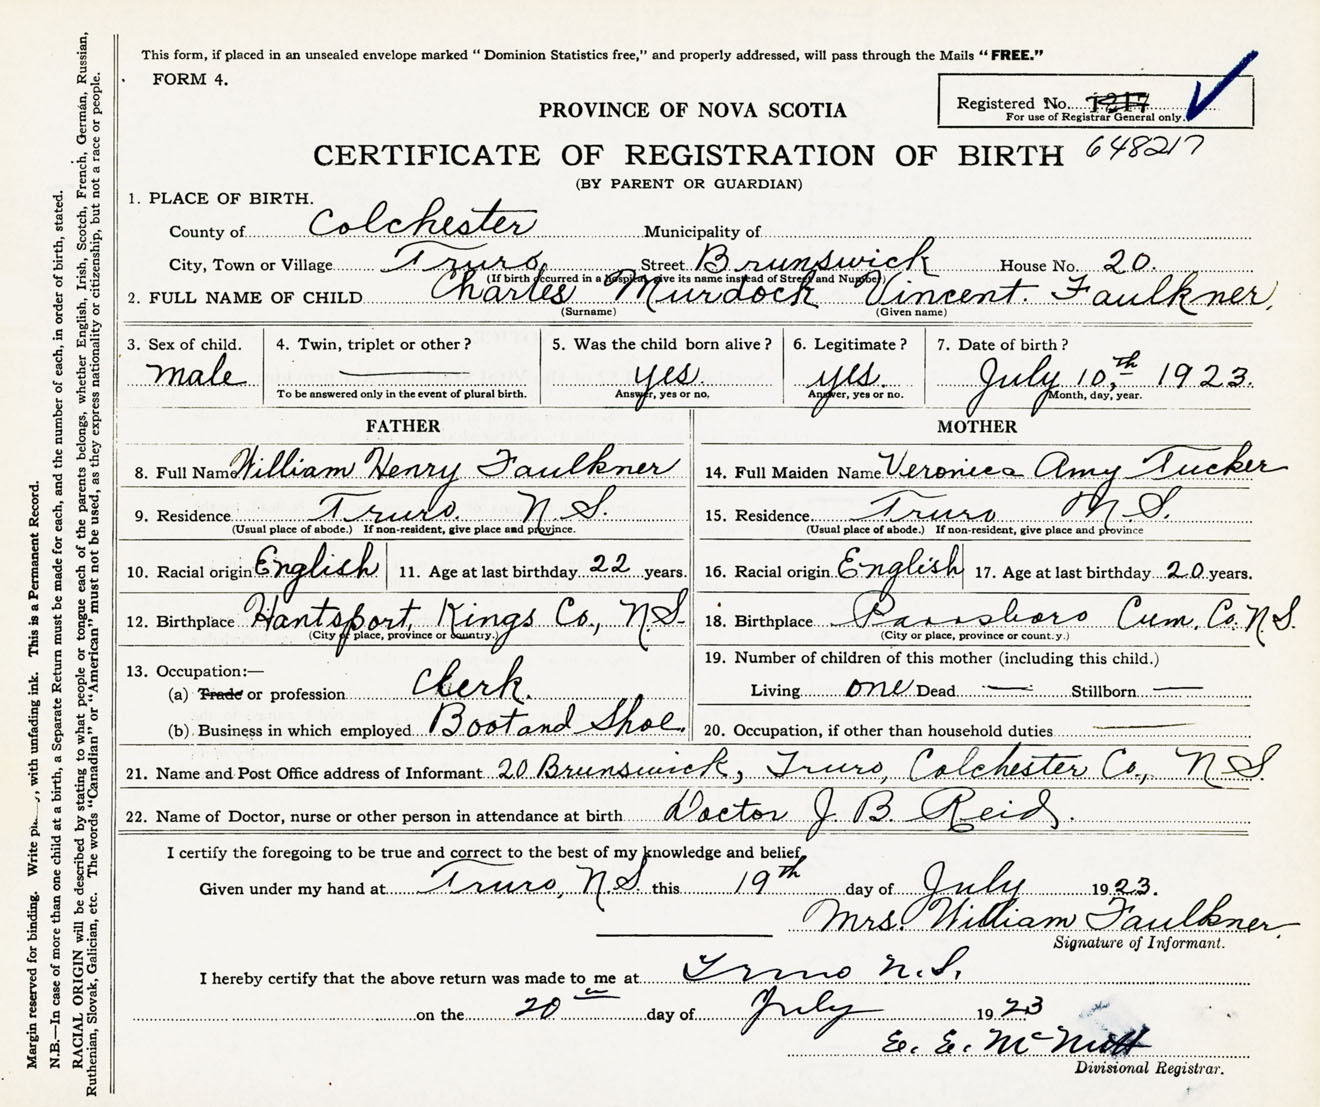 This form, if placed in an unsealed envelope marked "Dominion Statistics free," and properly addressed, will pass through the Mails "FREE."
FORM 4.
Registered No. 1217
For use of Registrar General only.
PROVINCE OF NOVA SCOTIA
648217
CERTIFICATE OF REGISTRATION OF BIRTH
(BY PARENT OR GUARDIAN)
1. PLACE OF BIRTH.
County of Colchester Municipality of
City, Town or Village Truro Street Brunswick House No. 20.
(If birth occurred in a hospital, give its name instead of Street and Number)
2. FULL NAME OF CHILD Charles Murdock Vincent. Faulkner,
(Surname) (Given name)
3. Sex of child. 4. Twin, triplet or other? 5. Was the child born alive? 6. Legitimate? 7. Date of birth?
male — yes. yes. July 10,th 1923.
To be answered only in the event of plural birth. Answer, yes or no. Answer, yes or no. Month, day, year.
FATHER MOTHER
8. Full Name William Henry Faulkner 14. Full Maiden Name Veronica Amy Tucker
9. Residence Truro. N.S. 15. Residence Truro N.S.
(Usual place of abode.) If non-resident, give place and province. (Usual place of abode.) If non-resident, give place and province
10. Racial origin English 11. Age at last birthday 22 years. 16. Racial origin English 17. Age at last birthday 20 years.
12. Birthplace Hantsport, Kings Co., N.S. 18. Birthplace Parrsboro Cum. Co. N.S.
(City or place, province or country.) (City or place, province or country.)
13. Occupation:— 19. Number of children of this mother (including this child.)
(a) Trade or profession Clerk. Living one Dead — Stillborn —
(b) Business in which employed Boot and Shoe. 20. Occupation, if other than household duties —
21. Name and Post Office address of Informant 20 Brunswick, Truro, Colchester Co., N.S.
22. Name of Doctor, nurse or other person in attendance at birth Doctor J. B. Reid.
I certify the foregoing to be true and correct to the best of my knowledge and belief,
Given under my hand at Truro, N.S. this 19th day of July 1923.
Mrs. William Faulkner.
Signature of Informant.
I hereby certify that the above return was made to me at Truro N.S.
on the 20th day of July 1923
E. E. McNutt
Divisional Registrar.
Margin reserved for binding. Write with unfading ink. This is a Permanent Record.
N.B.—In case of more than one child at a birth, a Separate Return must be made for each, and the number of each, in order of birth, stated.
RACIAL ORIGIN will be described by stating to what people or tongue each of the parents belongs, whether English, Irish, Scotch, French, German, Russian,
Ruthenian, Slovak, Galician, etc. The words "Canadian" or "American" must not be used, as they express nationality or citizenship, but not a race or people.